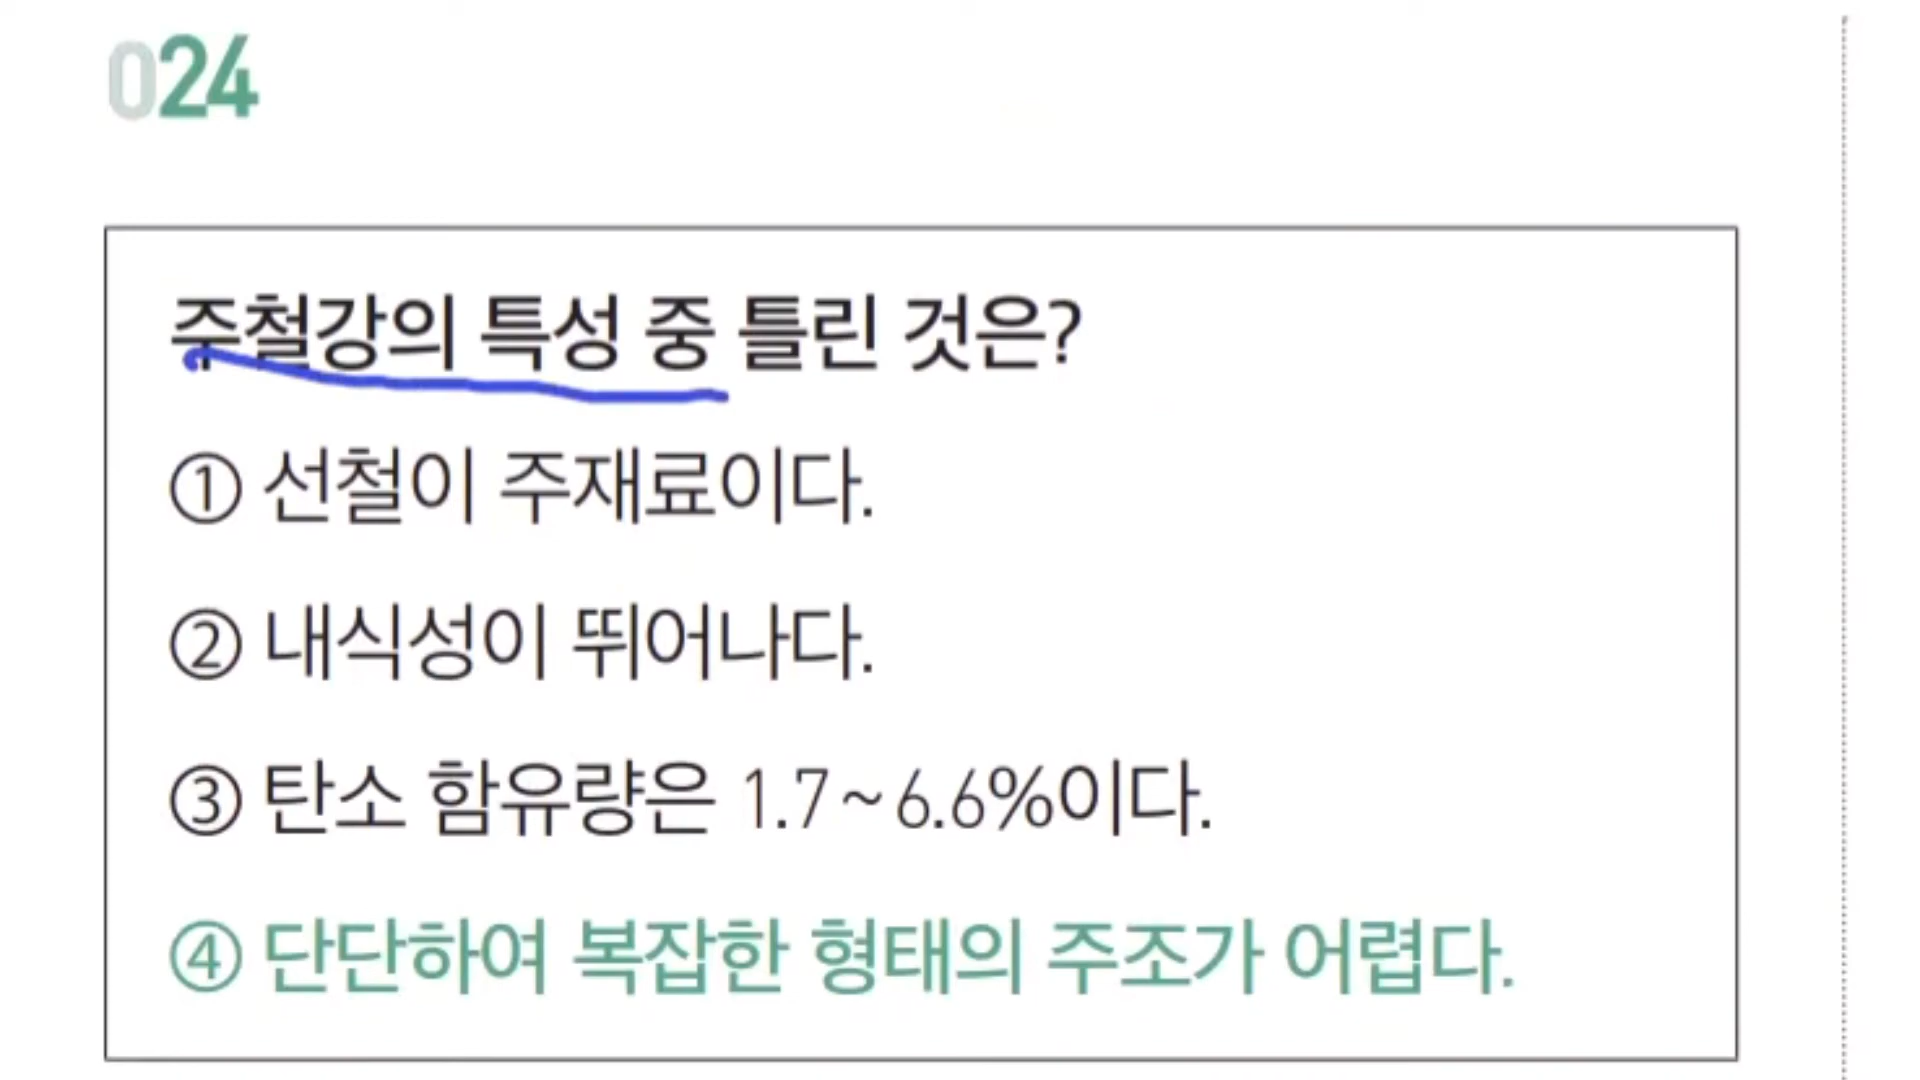 024
주철강의 특성 중 틀린 것은?
① 선철이 주재료이다.
② 내식성이 뛰어나다.
③ 탄소 함유량은 1.7~6.6%이다.
④ 단단하여 복잡한 형태의 주조가 어렵다.